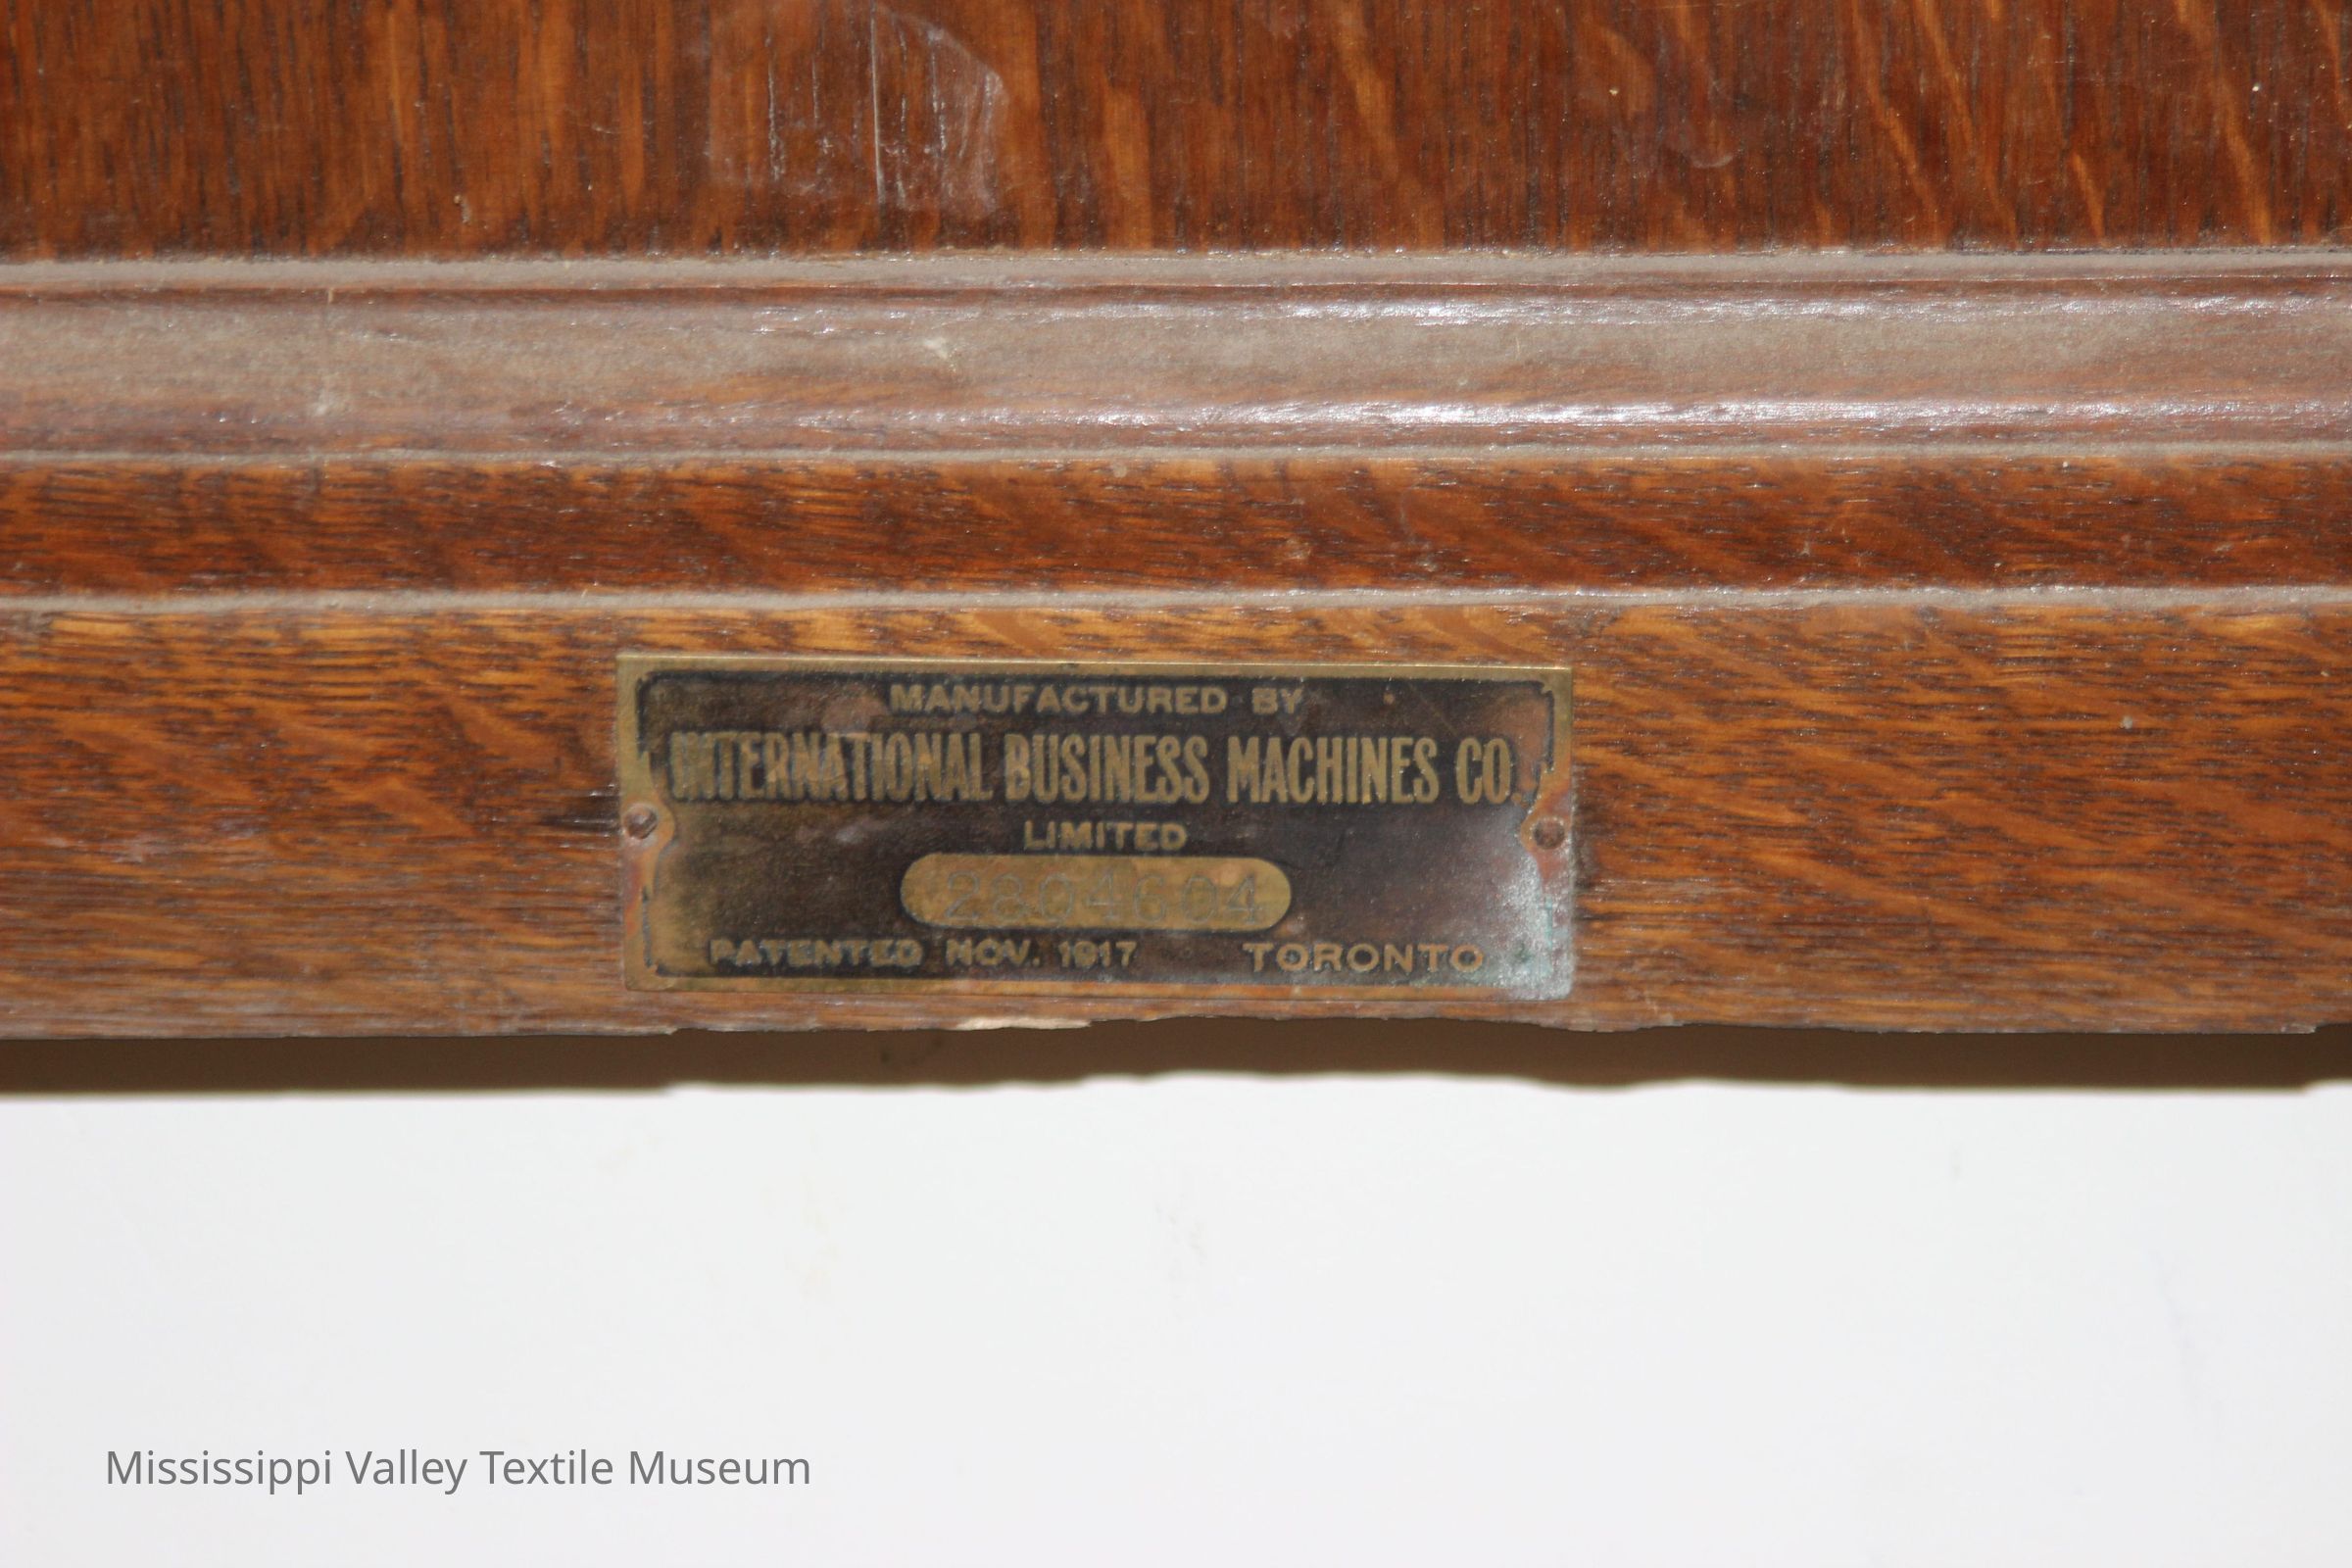 MANUFACTURED BY
INTERNATIONAL BUSINESS MACHINES CO.
LIMITED
2804604
PATENTED NOV. 1917 TORONTO
Mississippi Valley Textile Museum